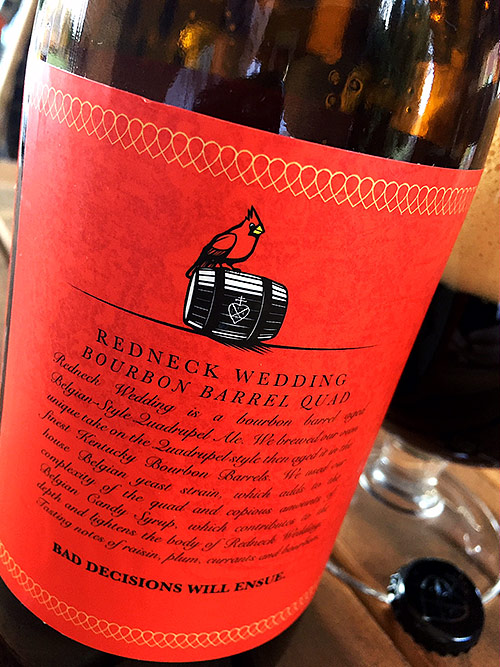 REDNECK WEDDING
BOURBON BARREL QUAD
Redneck Wedding is a bourbon barrel aged
Belgian-Style Quadrupel Ale. We brewed our own
unique take on the Quadrupel style then aged it in the
finest Kentucky Bourbon Barrels. We used our
house Belgian yeast strain, which adds to the
complexity of the quad and copious amounts of
Belgian Candy Syrup, which contributes to the
depth and lightens the body of Redneck Wedding.
Tasting notes of raisin, plum, currants and bourbon.
BAD DECISIONS WILL ENSUE.